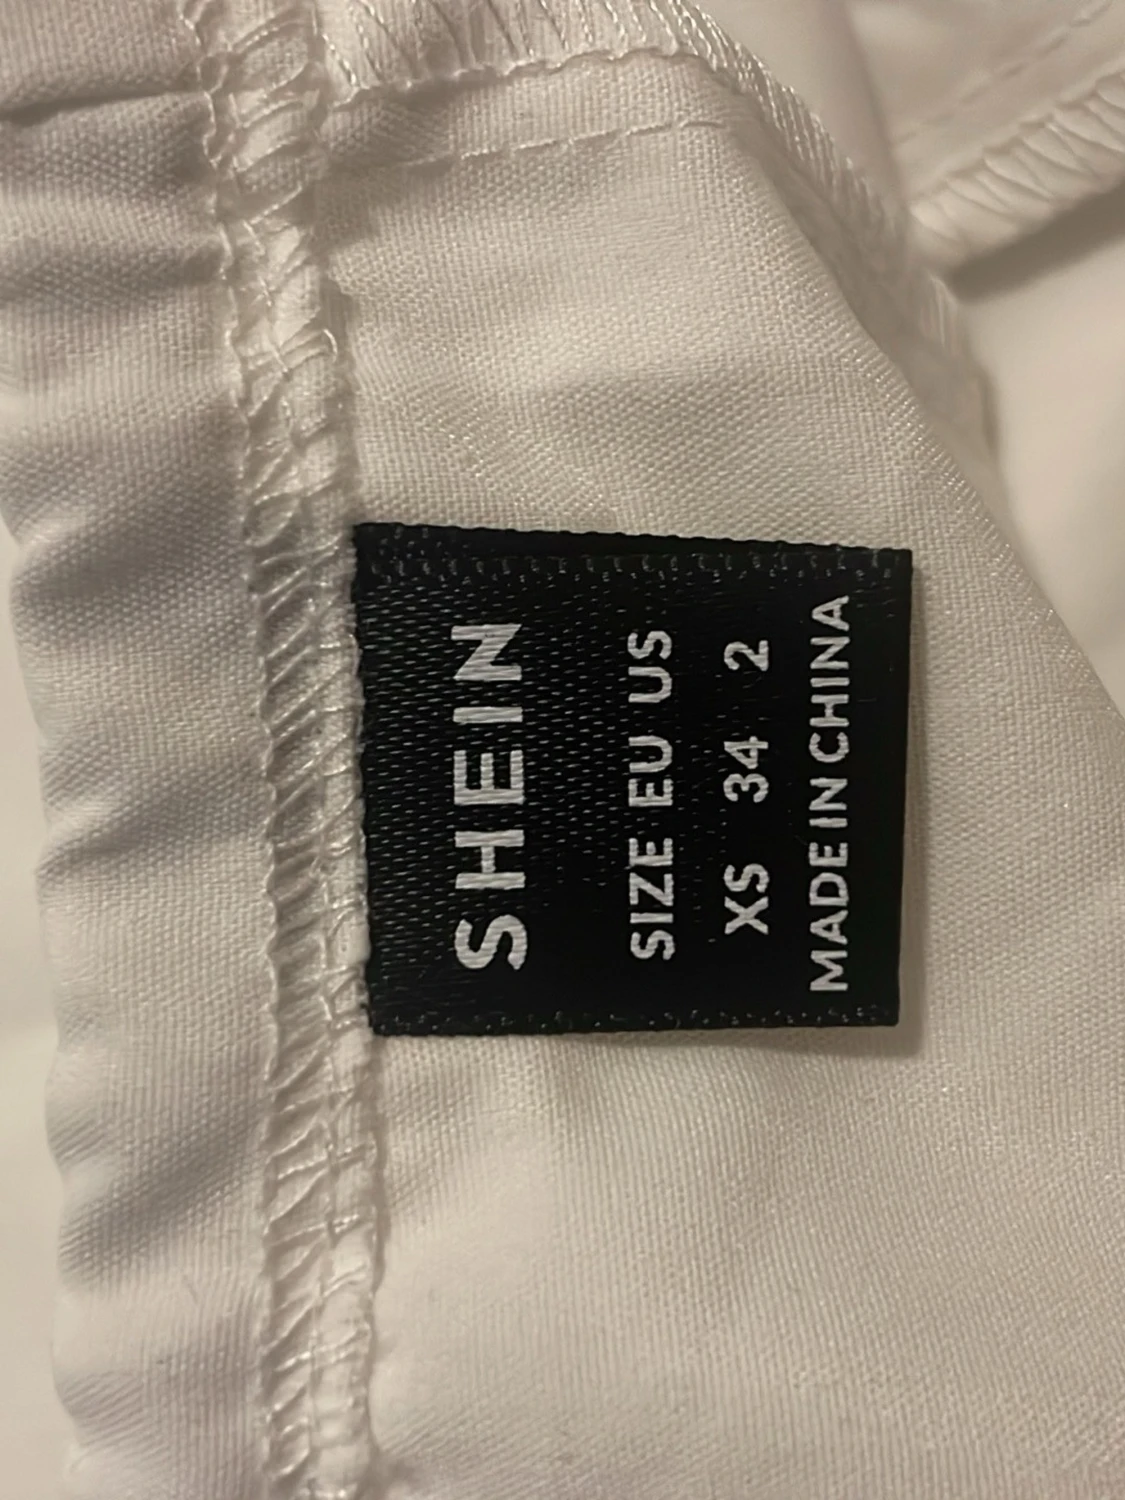 SHEIN
SIZE EU US
XS 34 2
MADE IN CHINA